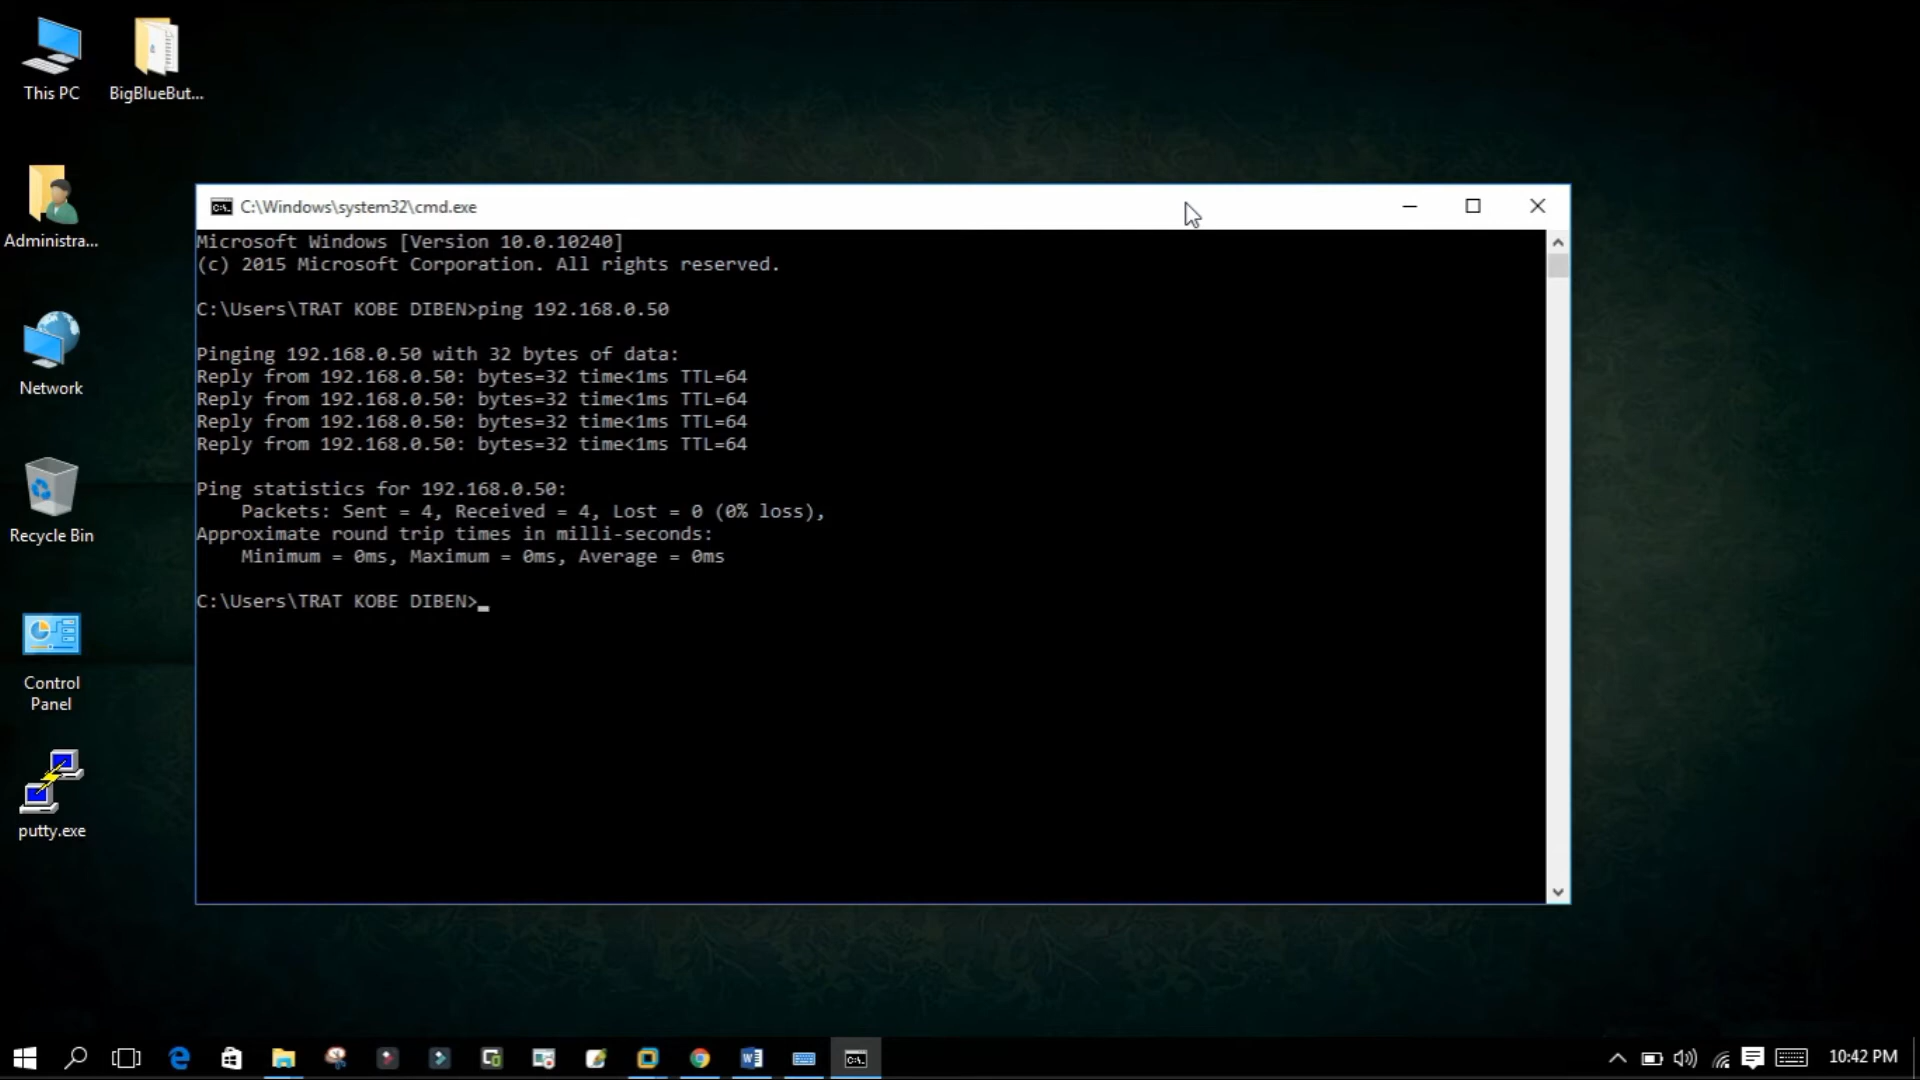 This PC
BigBlueBut...
Administra...
Network
Recycle Bin
Control
Panel
putty.exe
C:\Windows\system32\cmd.exe
Microsoft Windows [Version 10.0.10240]
(c) 2015 Microsoft Corporation. All rights reserved.
C:\Users\TRAT KOBE DIBEN>ping 192.168.0.50
Pinging 192.168.0.50 with 32 bytes of data:
Reply from 192.168.0.50: bytes=32 time<1ms TTL=64
Reply from 192.168.0.50: bytes=32 time<1ms TTL=64
Reply from 192.168.0.50: bytes=32 time<1ms TTL=64
Reply from 192.168.0.50: bytes=32 time<1ms TTL=64
Ping statistics for 192.168.0.50:
    Packets: Sent = 4, Received = 4, Lost = 0 (0% loss),
Approximate round trip times in milli-seconds:
    Minimum = 0ms, Maximum = 0ms, Average = 0ms
C:\Users\TRAT KOBE DIBEN>_
10:42 PM